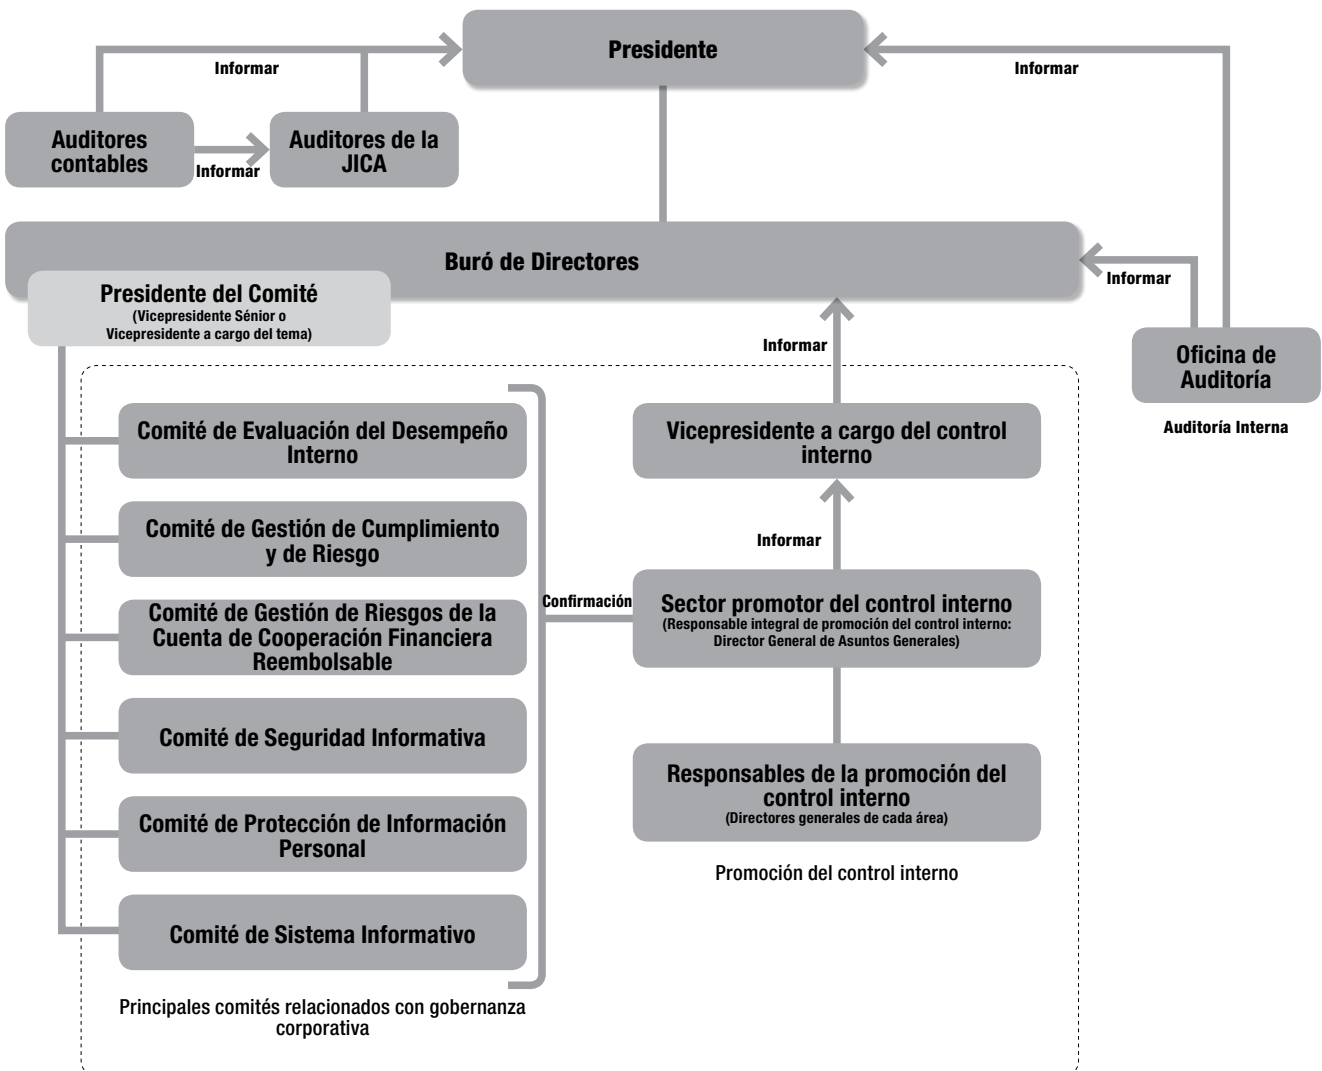 Presidente
Informar
Informar
Auditores
contables
Informar
Auditores de la
JICA
Buró de Directores
Informar
Presidente del Comité
(Vicepresidente Sénior o
Vicepresidente a cargo del tema)
Informar
Oficina de
Auditoría
Auditoría Interna
Comité de Evaluación del Desempeño
Interno
Comité de Gestión de Cumplimiento
y de Riesgo
Comité de Gestión de Riesgos de la
Cuenta de Cooperación Financiera
Reembolsable
Comité de Seguridad Informativa
Comité de Protección de Información
Personal
Comité de Sistema Informativo
Principales comités relacionados con gobernanza
corporativa
Confirmación
Vicepresidente a cargo del control
interno
Informar
Sector promotor del control interno
(Responsable integral de promoción del control interno:
Director General de Asuntos Generales)
Responsables de la promoción del
control interno
(Directores generales de cada área)
Promoción del control interno